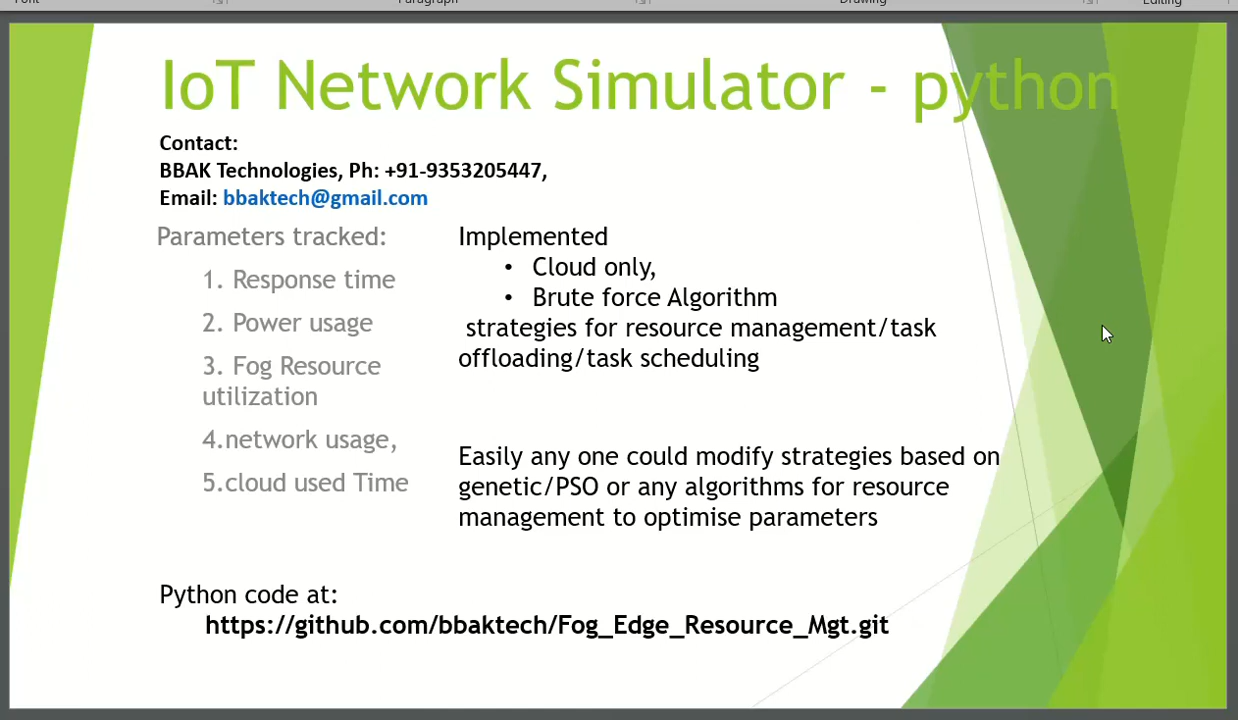 Paragraph
Drawing
Editing
IoT Network Simulator - python
Contact:
BBAK Technologies, Ph: +91-9353205447,
Email: bbaktech@gmail.com
Parameters tracked:
1. Response time
2. Power usage
3. Fog Resource
utilization
4.network usage,
5.cloud used Time
Implemented
• Cloud only,
• Brute force Algorithm
strategies for resource management/task
offloading/task scheduling
Easily any one could modify strategies based on
genetic/PSO or any algorithms for resource
management to optimise parameters
Python code at:
https://github.com/bbaktech/Fog_Edge_Resource_Mgt.git